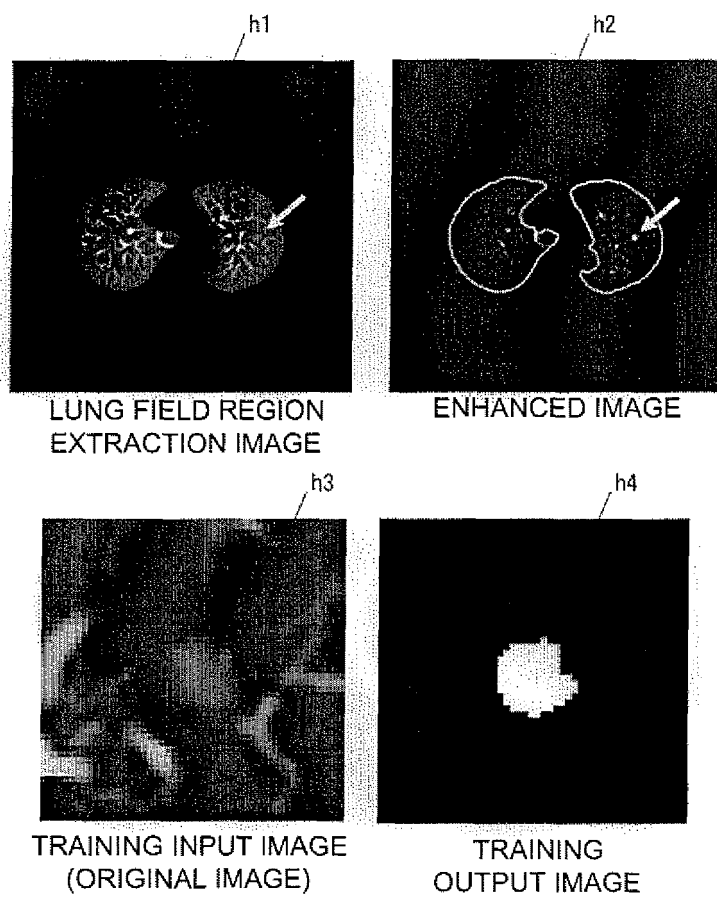 h1
h2
LUNG FIELD REGION
EXTRACTION IMAGE
ENHANCED IMAGE
h3
h4
TRAINING INPUT IMAGE
(ORIGINAL IMAGE)
TRAINING
OUTPUT IMAGE